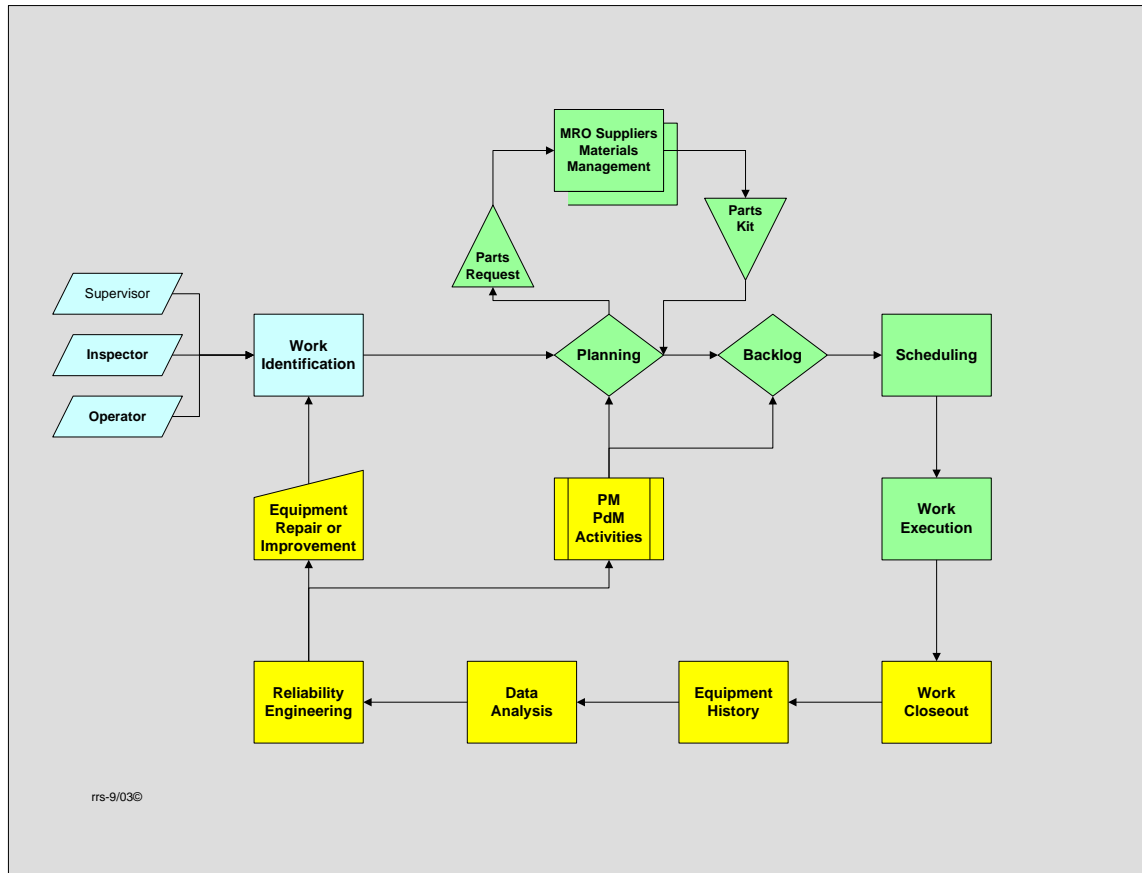 MRO Suppliers
Materials
Management
Parts
Kit
Parts
Request
Supervisor
Inspector
Operator
Work
Identification
Planning
Backlog
Scheduling
Equipment
Repair or
Improvement
PM
PdM
Activities
Work
Execution
Reliability
Engineering
Data
Analysis
Equipment
History
Work
Closeout
rrs-9/03©